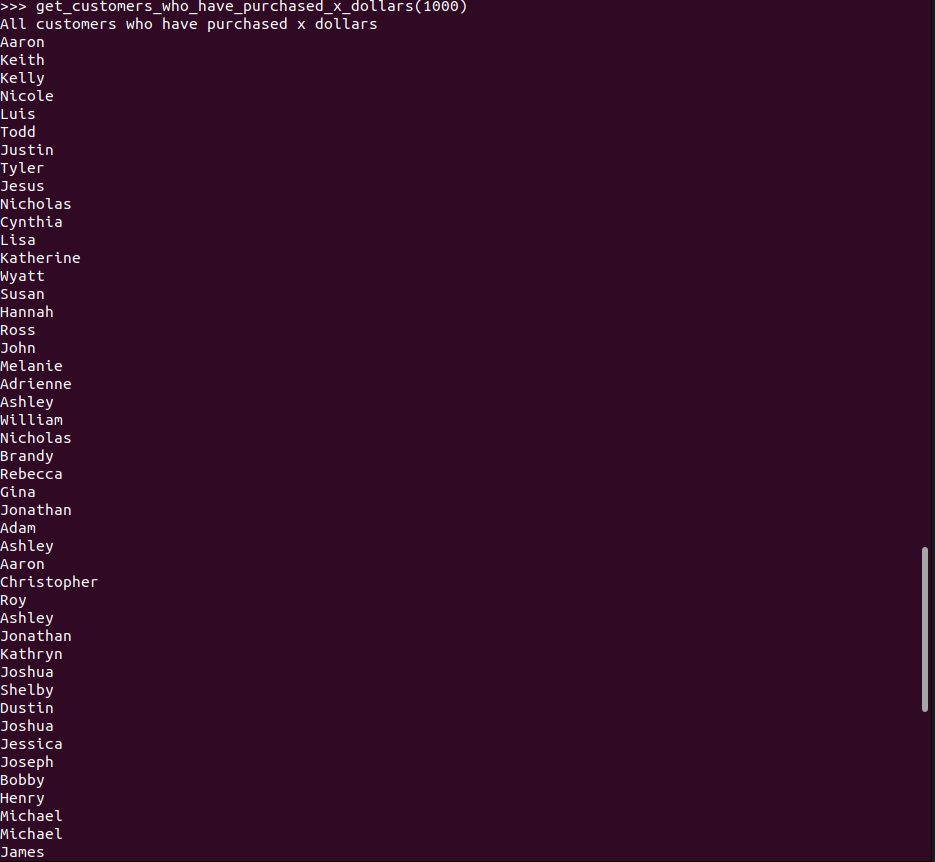 >>> get_customers_who_have_purchased_x_dollars(1000)
All customers who have purchased x dollars
Aaron
Keith
Kelly
Nicole
Luis
Todd
Justin
Tyler
Jesus
Nicholas
Cynthia
Lisa
Katherine
Wyatt
Susan
Hannah
Ross
John
Melanie
Adrienne
Ashley
William
Nicholas
Brandy
Rebecca
Gina
Jonathan
Adam
Ashley
Aaron
Christopher
Roy
Ashley
Jonathan
Kathryn
Joshua
Shelby
Dustin
Joshua
Jessica
Joseph
Bobby
Henry
Michael
Michael
James